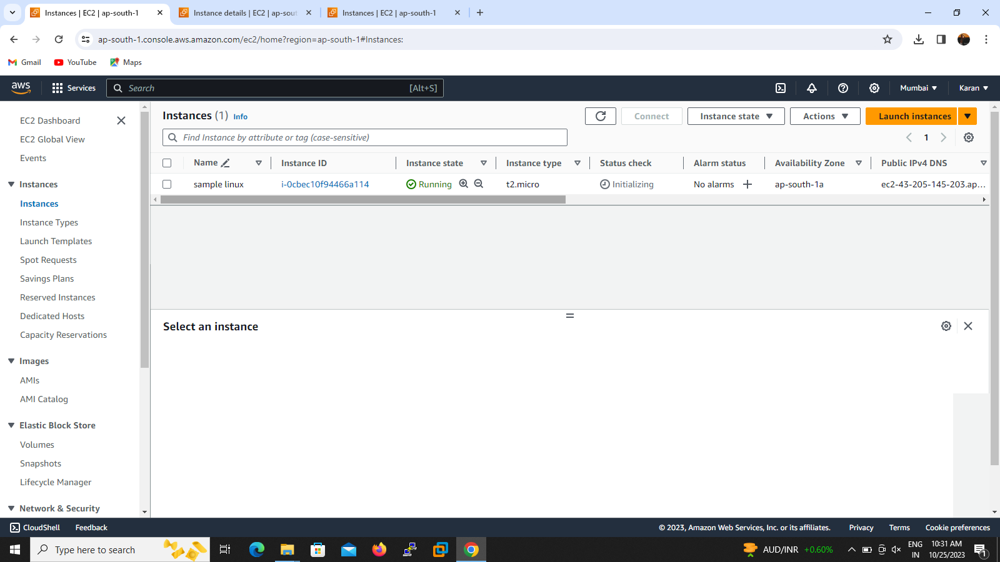 Instances | EC2 | ap-south-1
Instance details | EC2 | ap-sout
Instances | EC2 | ap-south-1
ap-south-1.console.aws.amazon.com/ec2/home?region=ap-south-1#Instances:
Gmail
YouTube
Maps
aws
Services
Search
[Alt+S]
Mumbai
Karan
EC2 Dashboard
EC2 Global View
Events
Instances
Instances
Instance Types
Launch Templates
Spot Requests
Savings Plans
Reserved Instances
Dedicated Hosts
Capacity Reservations
Images
AMIs
AMI Catalog
Elastic Block Store
Volumes
Snapshots
Lifecycle Manager
Network & Security
Instances (1) Info
Connect
Instance state
Actions
Launch instances
Find Instance by attribute or tag (case-sensitive)
1
Name Instance ID Instance state Instance type Status check Alarm status Availability Zone Public IPv4 DNS
sample linux i-0cbec10f94466a114 Running t2.micro Initializing No alarms ap-south-1a ec2-43-205-145-203.ap...
Select an instance
CloudShell
Feedback
© 2023, Amazon Web Services, Inc. or its affiliates.
Privacy
Terms
Cookie preferences
Type here to search
AUD/INR +0.60%
ENG
IN
10:31 AM
10/25/2023
1